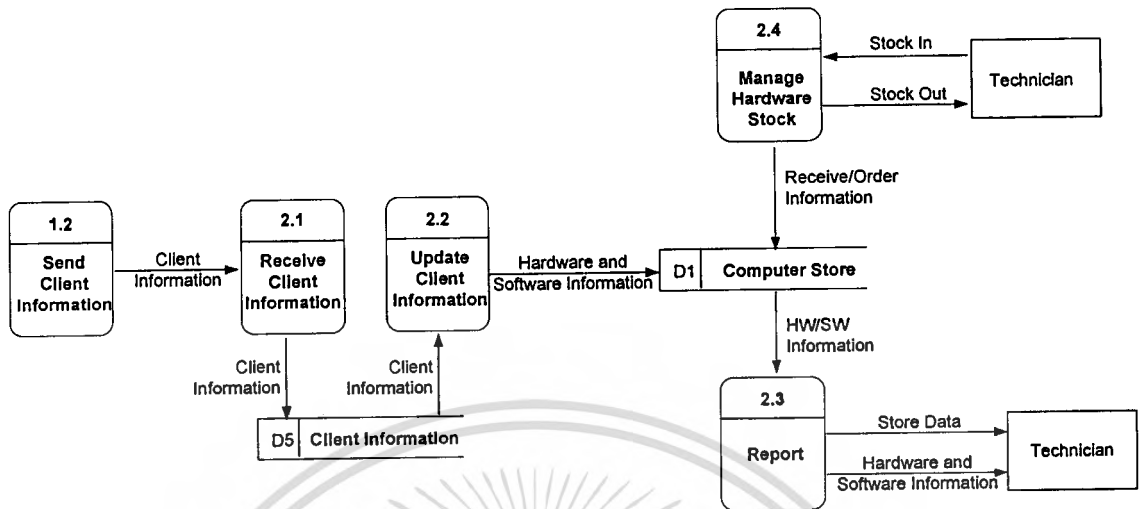 2.4
Manage
Hardware
Stock
Stock In
Stock Out
Technician
Receive/Order
Information
1.2
Send
Client
Information
Client
Information
2.1
Receive
Client
Information
2.2
Update
Client
Information
Hardware and
Software Information
D1 Computer Store
Client
Information
Client
Information
D5 Client Information
HW/SW
Information
2.3
Report
Store Data
Hardware and
Software Information
Technician